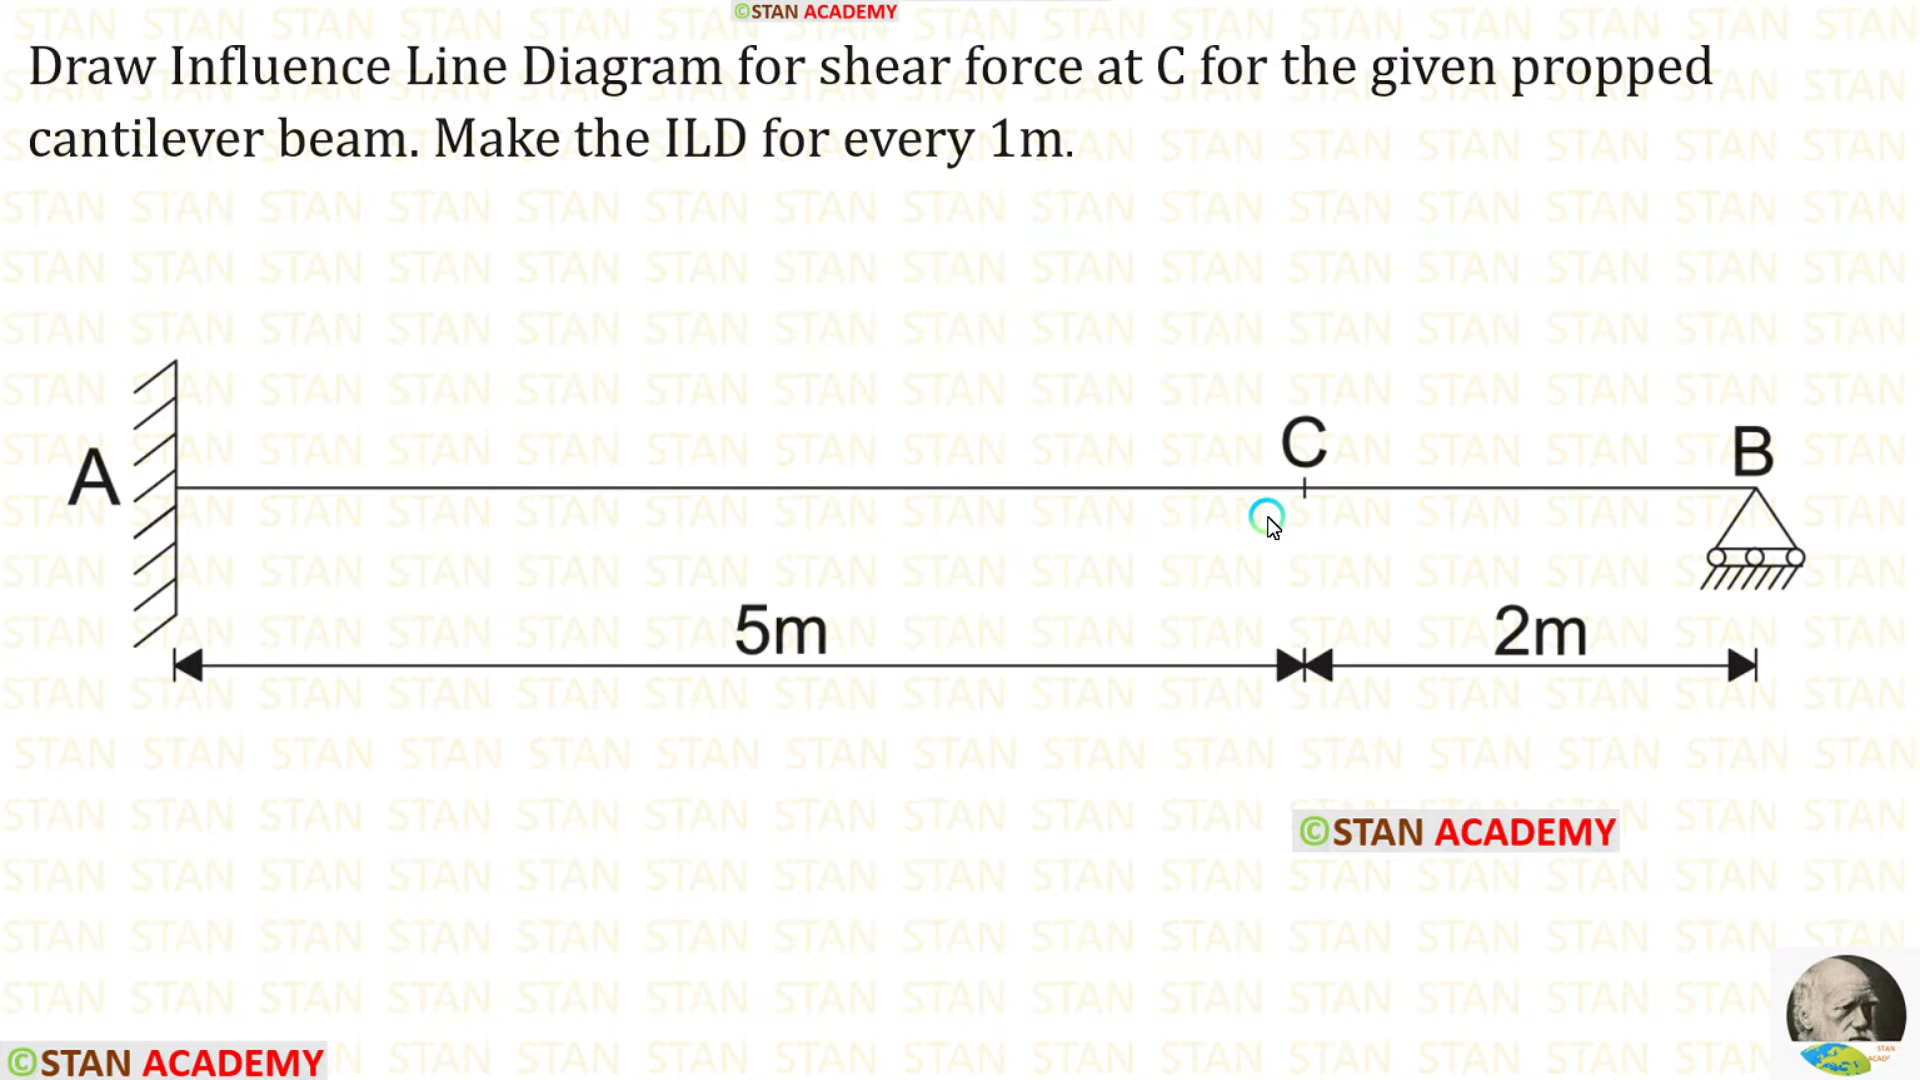 ©STAN ACADEMY
Draw Influence Line Diagram for shear force at C for the given propped
cantilever beam. Make the ILD for every 1m.
C
B
A
5m
2m
©STAN ACADEMY
©STAN ACADEMY
STAN